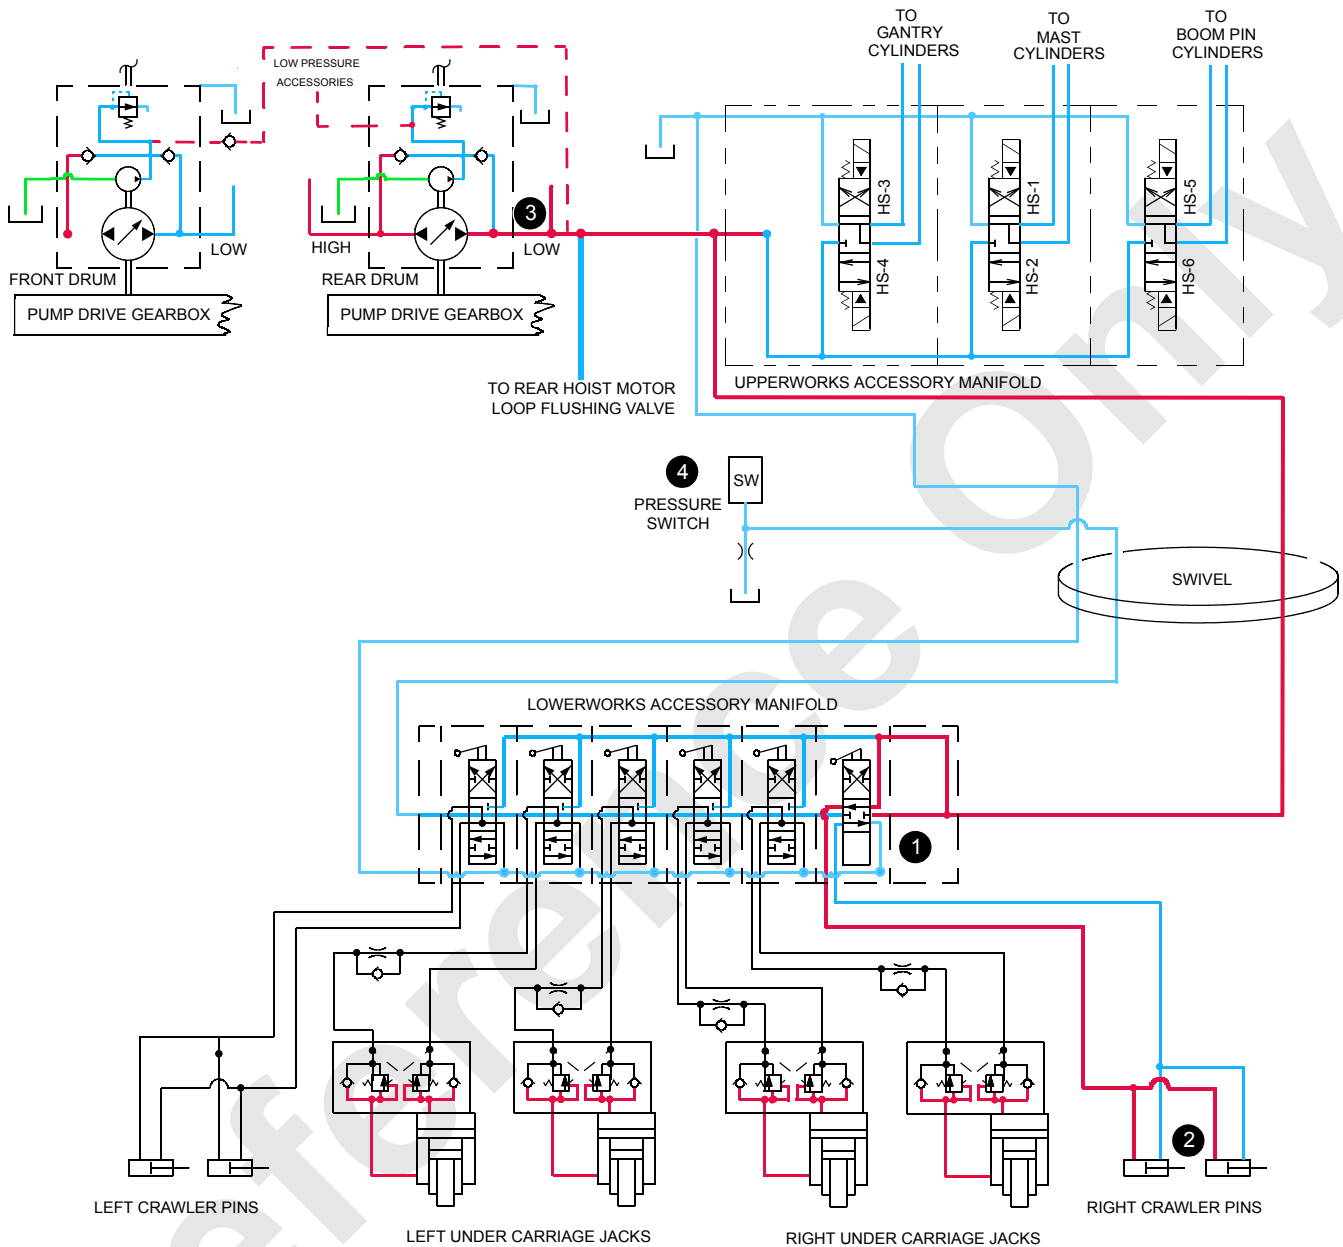 TO
GANTRY
CYLINDERS
TO
MAST
CYLINDERS
TO
BOOM PIN
CYLINDERS
LOW PRESSURE
ACCESSORIES
HS-3
HS-1
HS-5
3
LOW
HIGH
LOW
FRONT DRUM
REAR DRUM
HS-4
HS-2
HS-6
PUMP DRIVE GEARBOX
PUMP DRIVE GEARBOX
TO REAR HOIST MOTOR
LOOP FLUSHING VALVE
UPPERWORKS ACCESSORY MANIFOLD
4
SW
PRESSURE
SWITCH
SWIVEL
LOWERWORKS ACCESSORY MANIFOLD
1
2
LEFT CRAWLER PINS
LEFT UNDER CARRIAGE JACKS
RIGHT UNDER CARRIAGE JACKS
RIGHT CRAWLER PINS
Reference Only